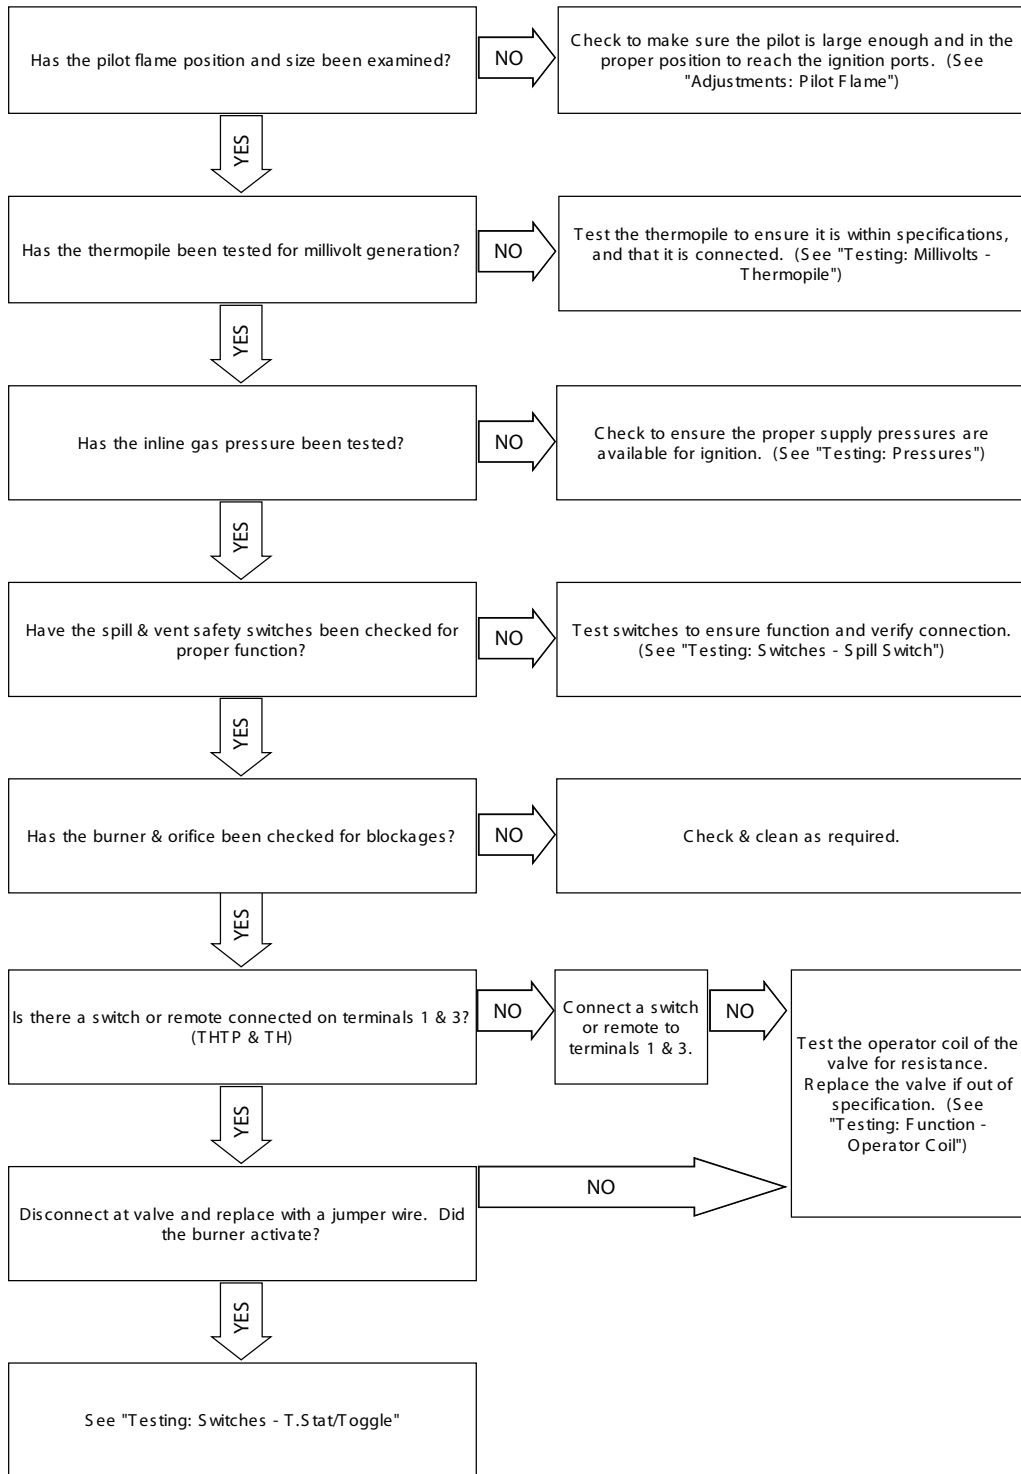 Has the pilot flame position and size been examined?
NO
Check to make sure the pilot is large enough and in the
proper position to reach the ignition ports. (See
"Adjustments: Pilot Flame")
YES
Has the thermopile been tested for millivolt generation?
NO
Test the thermopile to ensure it is within specifications,
and that it is connected. (See "Testing: Millivolts -
Thermopile")
YES
Has the inline gas pressure been tested?
NO
Check to ensure the proper supply pressures are
available for ignition. (See "Testing: Pressures")
YES
Have the spill & vent safety switches been checked for
proper function?
NO
Test switches to ensure function and verify connection.
(See "Testing: Switches - Spill Switch")
YES
Has the burner & orifice been checked for blockages?
NO
Check & clean as required.
YES
Is there a switch or remote connected on terminals 1 & 3?
(THTP & TH)
NO
Connect a switch
or remote to
terminals 1 & 3.
NO
Test the operator coil of the
valve for resistance.
Replace the valve if out of
specification. (See
"Testing: Function -
Operator Coil")
YES
Disconnect at valve and replace with a jumper wire. Did
the burner activate?
NO
YES
See "Testing: Switches - T.Stat/Toggle"